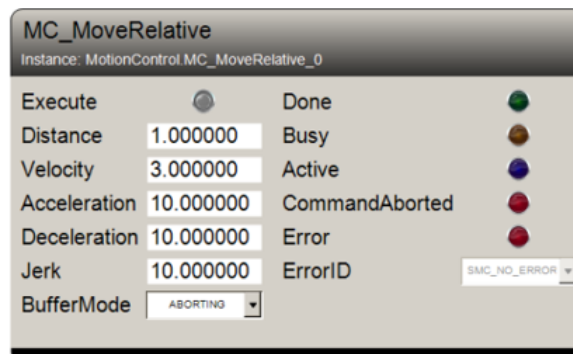 MC_MoveRelative
Instance: MotionControl.MC_MoveRelative_0
Execute Done
Distance 1.000000 Busy
Velocity 3.000000 Active
Acceleration 10.000000 CommandAborted
Deceleration 10.000000 Error
Jerk 10.000000 ErrorID SMC_NO_ERROR
BufferMode ABORTING